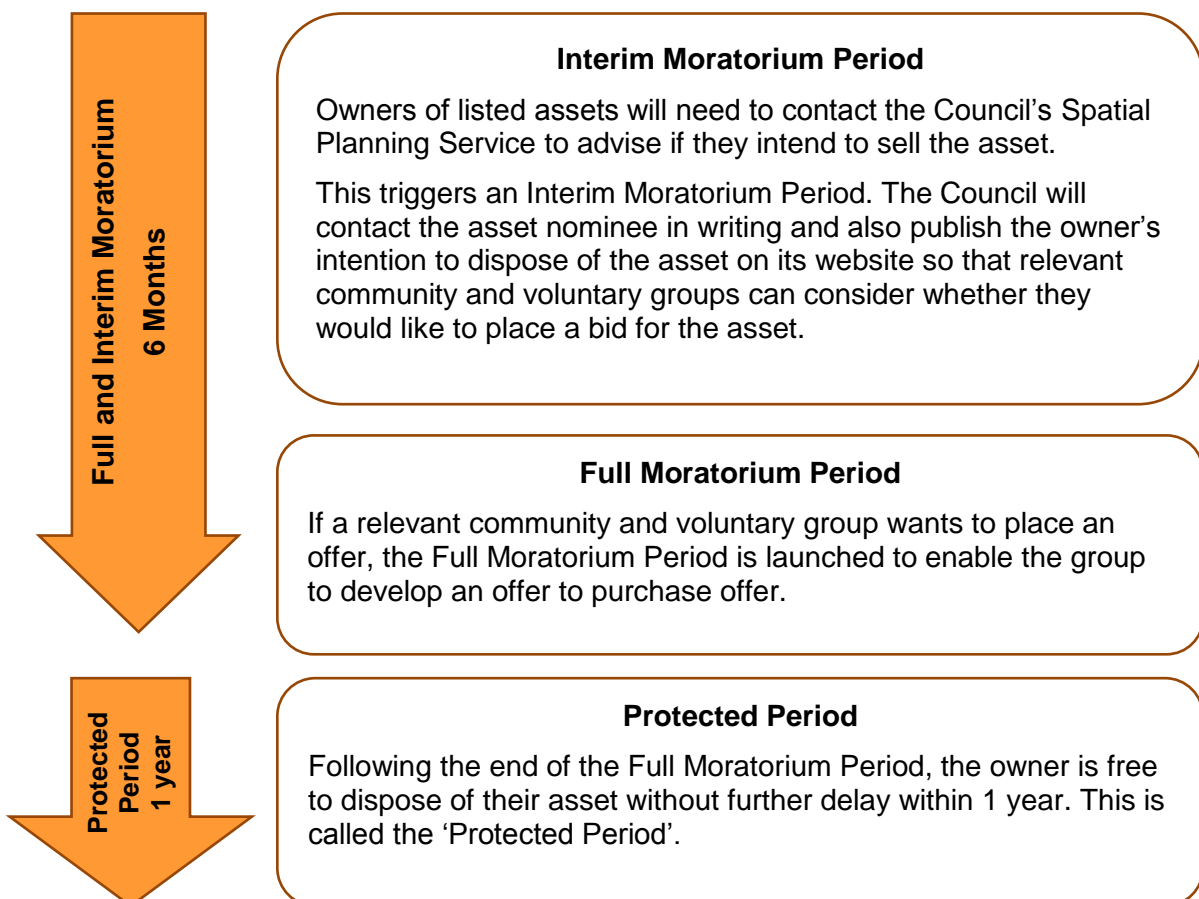 Full and Interim Moratorium
6 Months
Interim Moratorium Period
Owners of listed assets will need to contact the Council's Spatial
Planning Service to advise if they intend to sell the asset.
This triggers an Interim Moratorium Period. The Council will
contact the asset nominee in writing and also publish the owner's
intention to dispose of the asset on its website so that relevant
community and voluntary groups can consider whether they
would like to place a bid for the asset.
Full Moratorium Period
If a relevant community and voluntary group wants to place an
offer, the Full Moratorium Period is launched to enable the group
to develop an offer to purchase offer.
Protected
Period
1 year
Protected Period
Following the end of the Full Moratorium Period, the owner is free
to dispose of their asset without further delay within 1 year. This is
called the ‘Protected Period’.